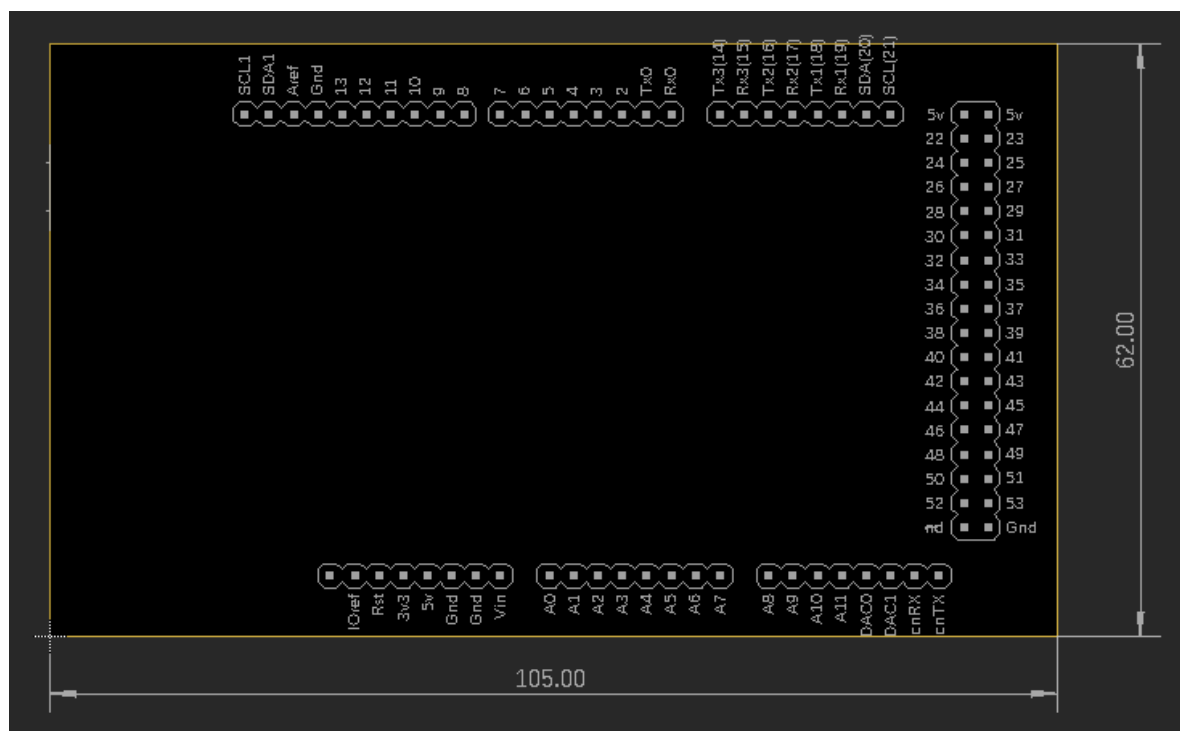 SCL1
SDA1
Aref
Gnd
13
12
11
10
9
8
7
6
5
4
3
2
Tx0
Rx0
Tx3(14)
Rx3(15)
Tx2(16)
Rx2(17)
Tx1(18)
Rx1(19)
SDA(20)
SCL(21)
5v 5v
22 23
24 25
26 27
28 29
30 31
32 33
34 35
36 37
38 39
40 41
42 43
44 45
46 47
48 49
50 51
52 53
nd Gnd
62.00
IOref
Rst
3v3
5v
Gnd
Gnd
Vin
A0
A1
A2
A3
A4
A5
A6
A7
A8
A9
A10
A11
DAC0
DAC1
cnRX
cnTX
105.00